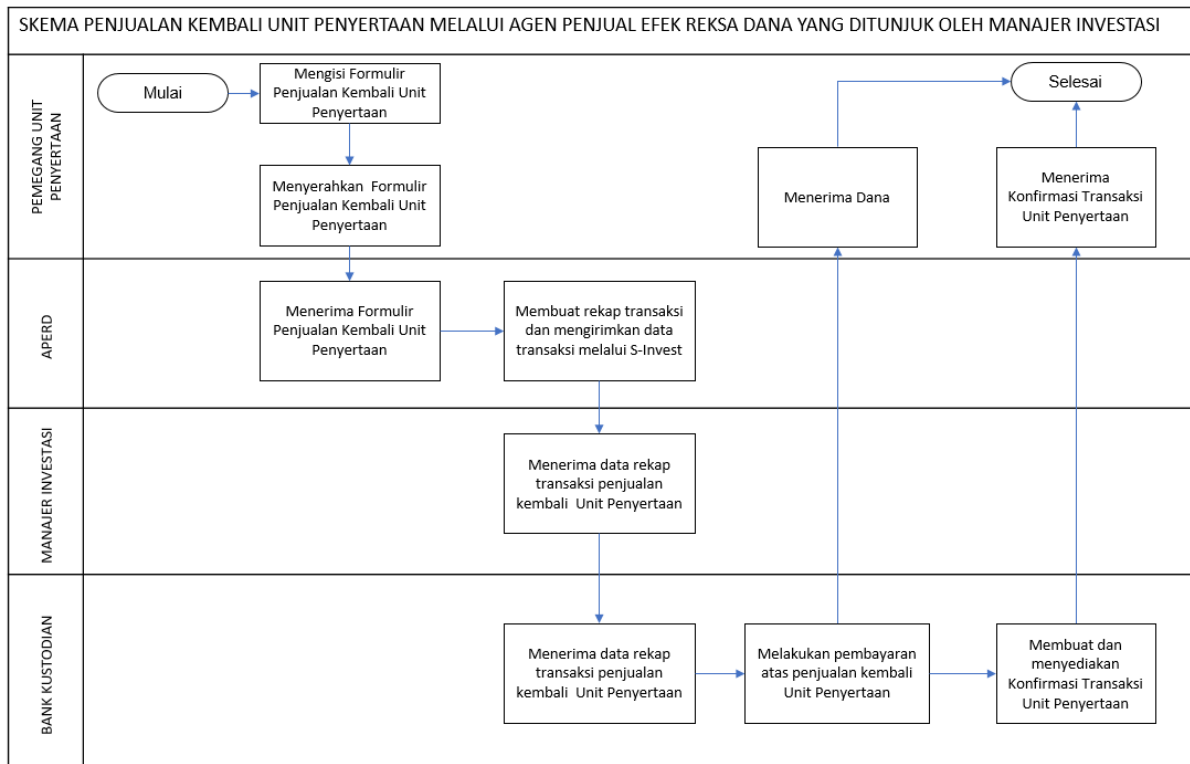 SKEMA PENJUALAN KEMBALI UNIT PENYERTAAN MELALUI AGEN PENJUAL EFEK REKSA DANA YANG DITUNJUK OLEH MANAJER INVESTASI
PEMEGANG UNIT
PENYERTAAN
Mulai
Mengisi Formulir
Penjualan Kembali Unit
Penyertaan
Selesai
Menyerahkan Formulir
Penjualan Kembali Unit
Penyertaan
Menerima Dana
Menerima
Konfirmasi Transaksi
Unit Penyertaan
APERD
Menerima Formulir
Penjualan Kembali Unit
Penyertaan
Membuat rekap transaksi
dan mengirimkan data
transaksi melalui S-Invest
MANAJER INVESTASI
Menerima data rekap
transaksi penjualan
kembali Unit Penyertaan
BANK KUSTODIAN
Menerima data rekap
transaksi penjualan
kembali Unit Penyertaan
Melakukan pembayaran
atas penjualan kembali
Unit Penyertaan
Membuat dan
menyediakan
Konfirmasi Transaksi
Unit Penyertaan